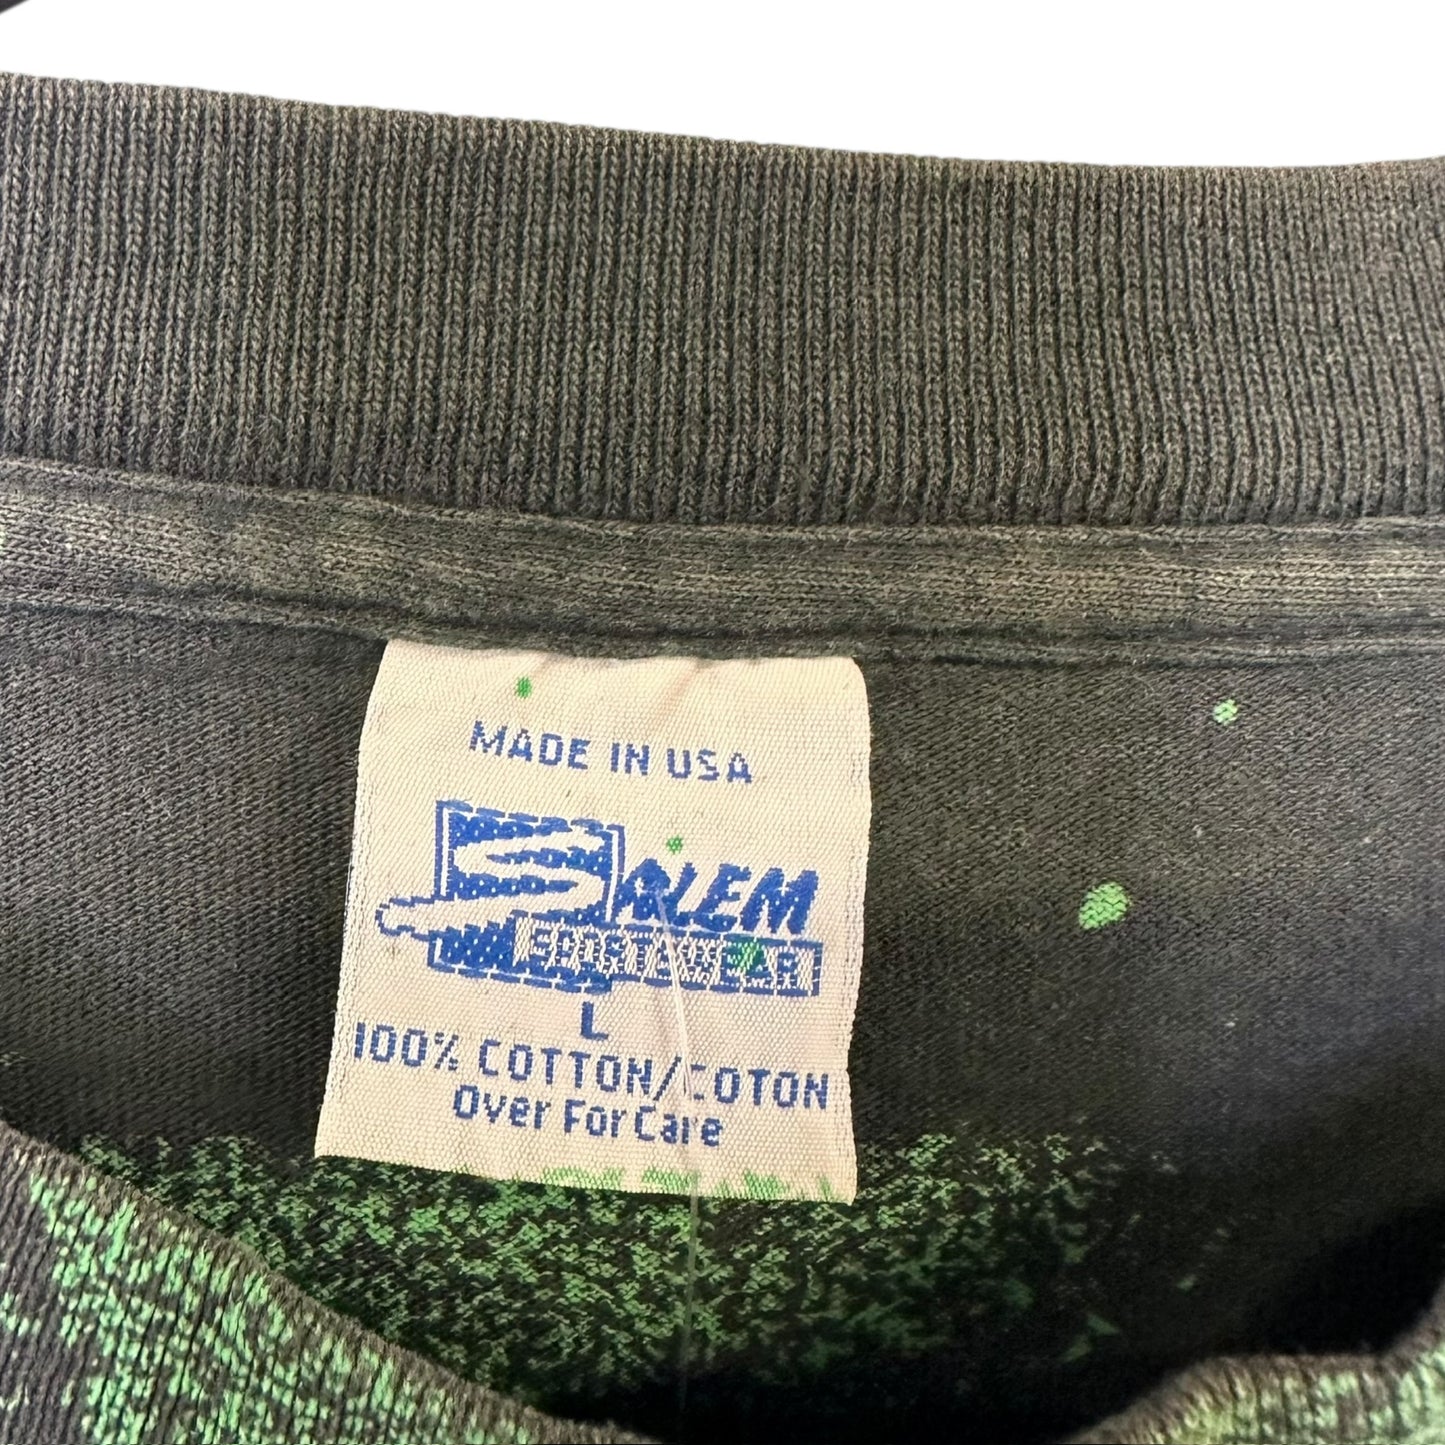 MADE IN USA
SALEM
SPORTSWEAR
L
100% COTTON/COTON
Over For Care